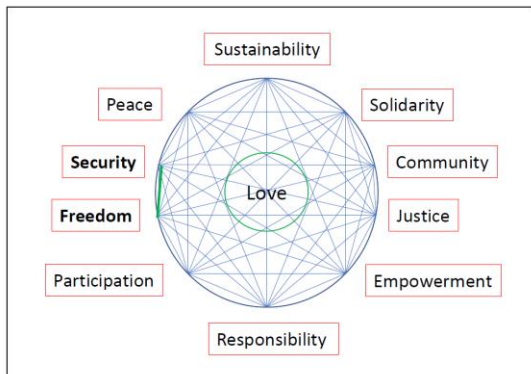 Sustainability
Peace
Solidarity
Security
Community
Love
Freedom
Justice
Participation
Empowerment
Responsibility